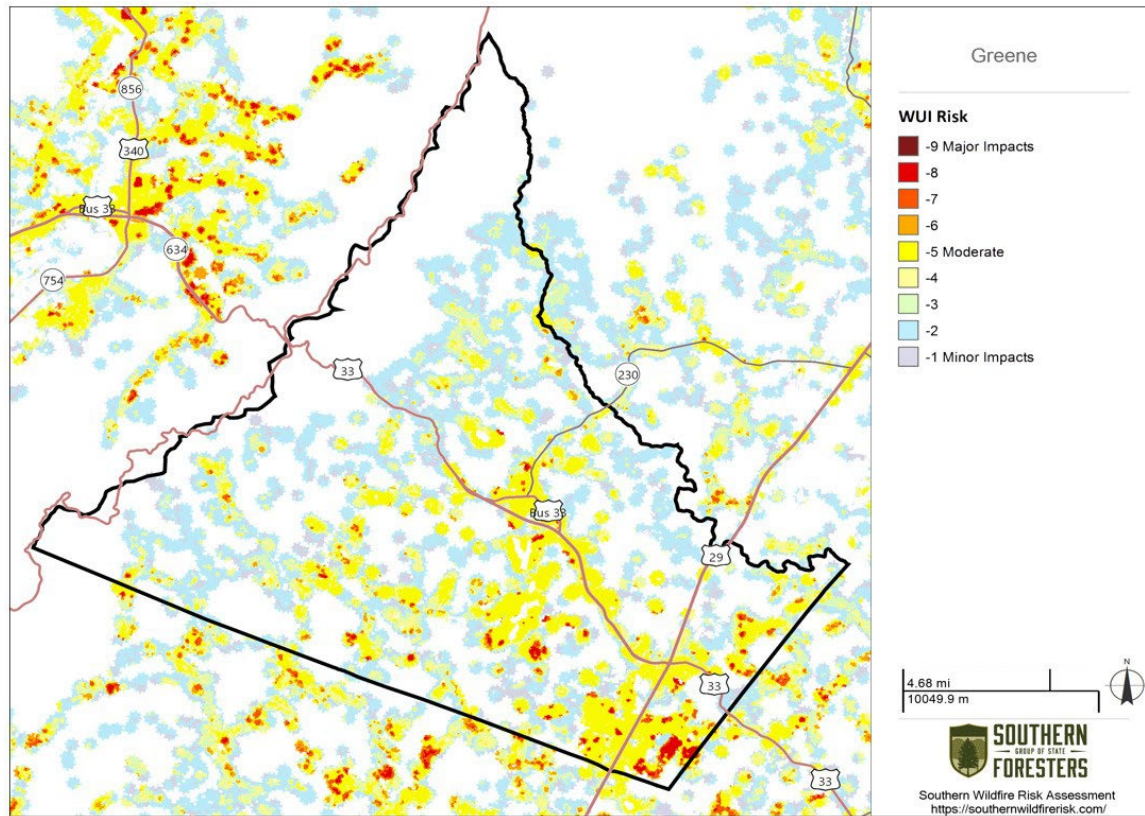 856
340
Bus 33
634
754
33
230
Bus 33
29
33
33
Greene
WUI Risk
-9 Major Impacts
-8
-7
-6
-5 Moderate
-4
-3
-2
-1 Minor Impacts
N
4.68 mi
10049.9 m
SOUTHERN
GROUP OF STATE
FORESTERS
Southern Wildfire Risk Assessment
https://southernwildfirerisk.com/